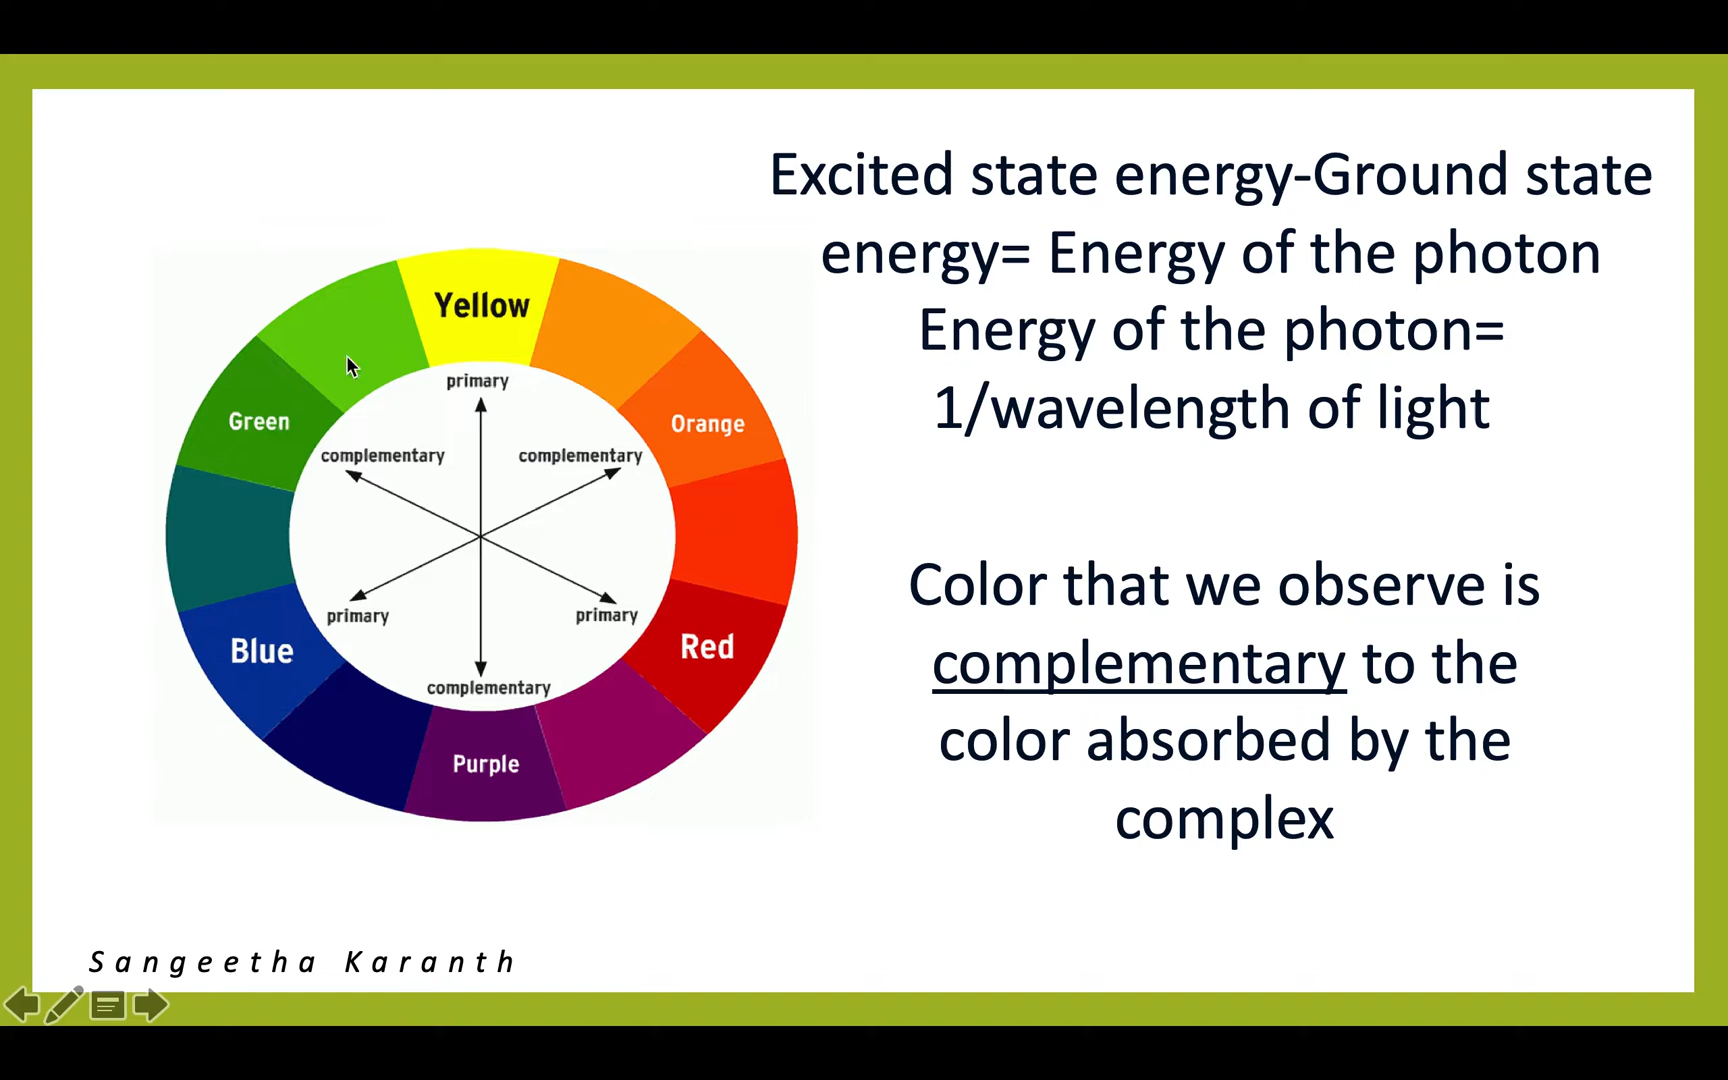 Excited state energy-Ground state
energy= Energy of the photon
Energy of the photon=
1/wavelength of light
Color that we observe is
complementary to the
color absorbed by the
complex
Yellow
primary
Green
Orange
complementary
complementary
primary
primary
Blue
Red
complementary
Purple
Sangeetha Karanth